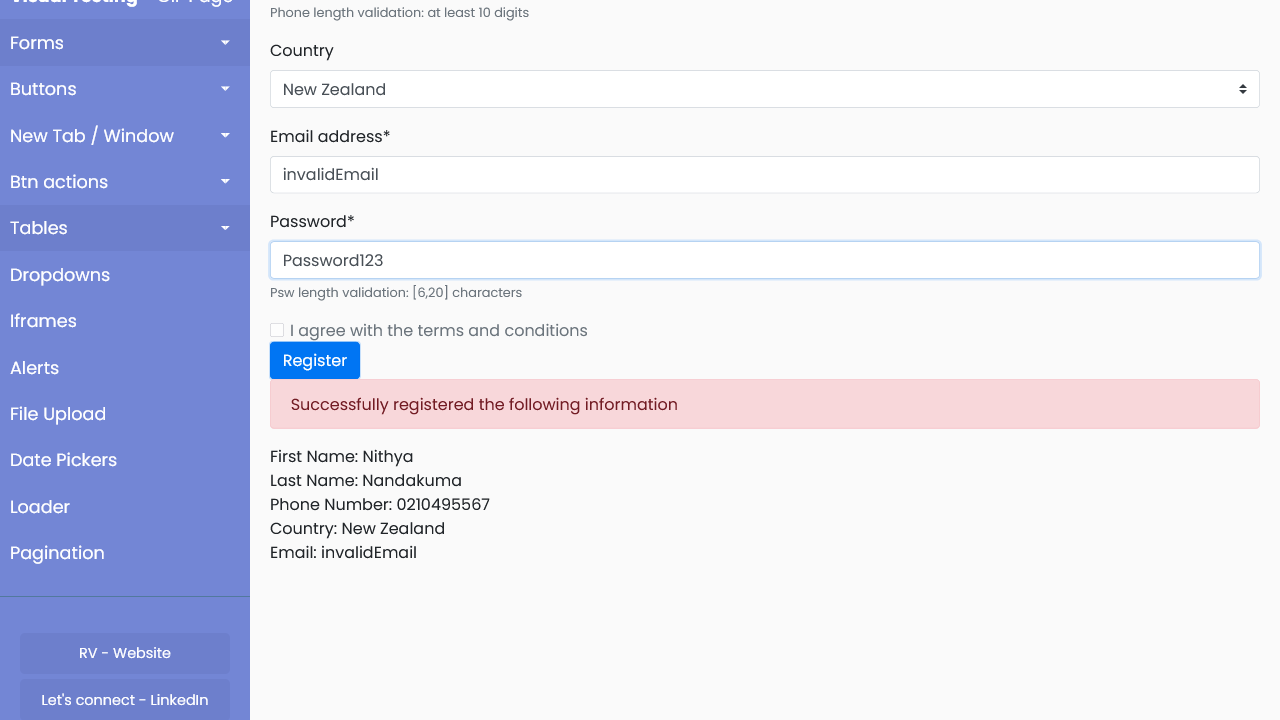 Forms
Buttons
New Tab / Window
Btn actions
Tables
Dropdowns
Iframes
Alerts
File Upload
Date Pickers
Loader
Pagination
RV - Website
Let's connect - LinkedIn
Phone length validation: at least 10 digits
Country
New Zealand
Email address*
invalidEmail
Password*
Password123
Psw length validation: [6,20] characters
I agree with the terms and conditions
Register
Successfully registered the following information
First Name: Nithya
Last Name: Nandakuma
Phone Number: 0210495567
Country: New Zealand
Email: invalidEmail